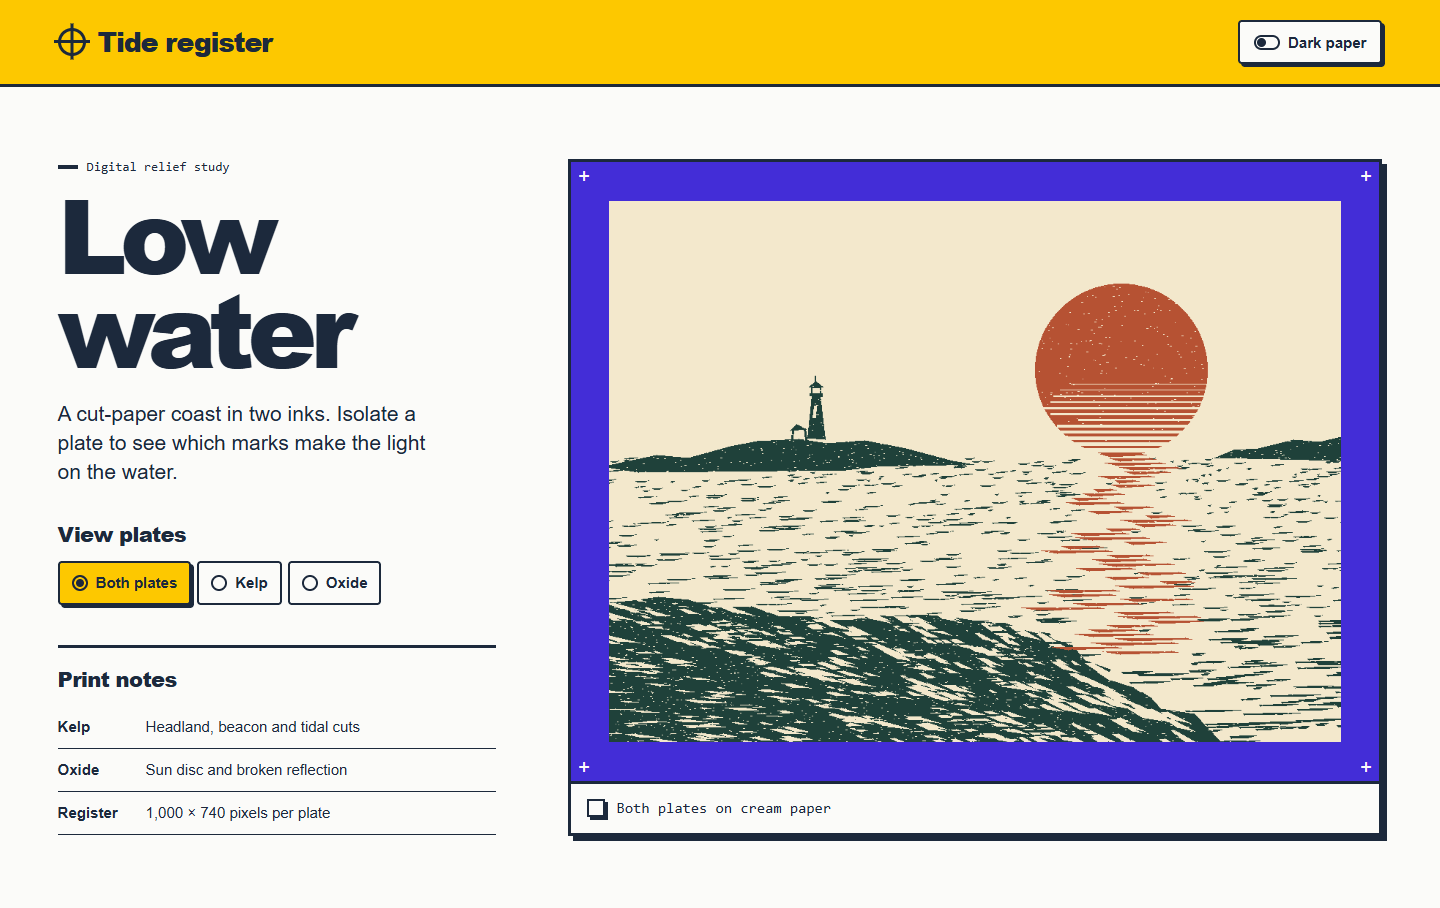 Tide register
Dark paper
Digital relief study
Low
water
A cut-paper coast in two inks. Isolate a
plate to see which marks make the light
on the water.
View plates
Both plates
Kelp
Oxide
Print notes
Kelp Headland, beacon and tidal cuts
Oxide Sun disc and broken reflection
Register 1,000 × 740 pixels per plate
Both plates on cream paper